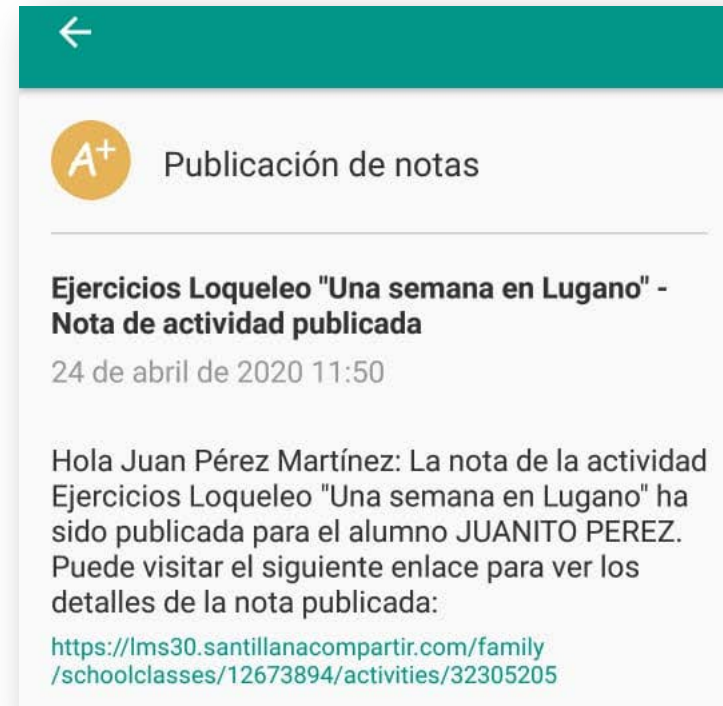 A+
Publicación de notas
Ejercicios Loqueleo "Una semana en Lugano" -
Nota de actividad publicada
24 de abril de 2020 11:50
Hola Juan Pérez Martínez: La nota de la actividad
Ejercicios Loqueleo "Una semana en Lugano" ha
sido publicada para el alumno JUANITO PEREZ.
Puede visitar el siguiente enlace para ver los
detalles de la nota publicada:
https://lms30.santillanacompartir.com/family
/schoolclasses/12673894/activities/32305205